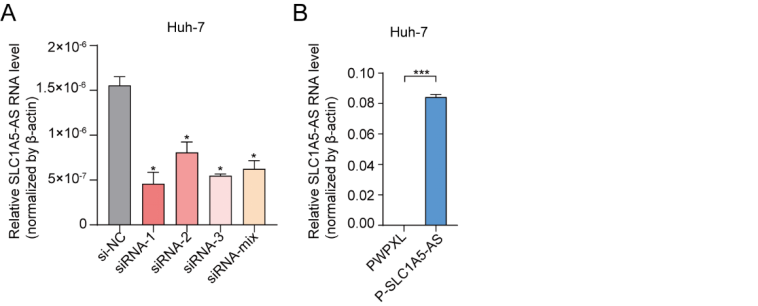 A
Huh-7
Relative SLC1A5-AS RNA level
(normalized by β-actin)
2×10⁻⁶
1.5×10⁻⁶
1×10⁻⁶
5×10⁻⁷
0
*
*
*
*
si-NC
siRNA-1
siRNA-2
siRNA-3
siRNA-mix
B
Huh-7
Relative SLC1A5-AS RNA level
(normalized by β-actin)
0.10
0.08
0.06
0.04
0.02
0.00
***
PWPXL
P-SLC1A5-AS